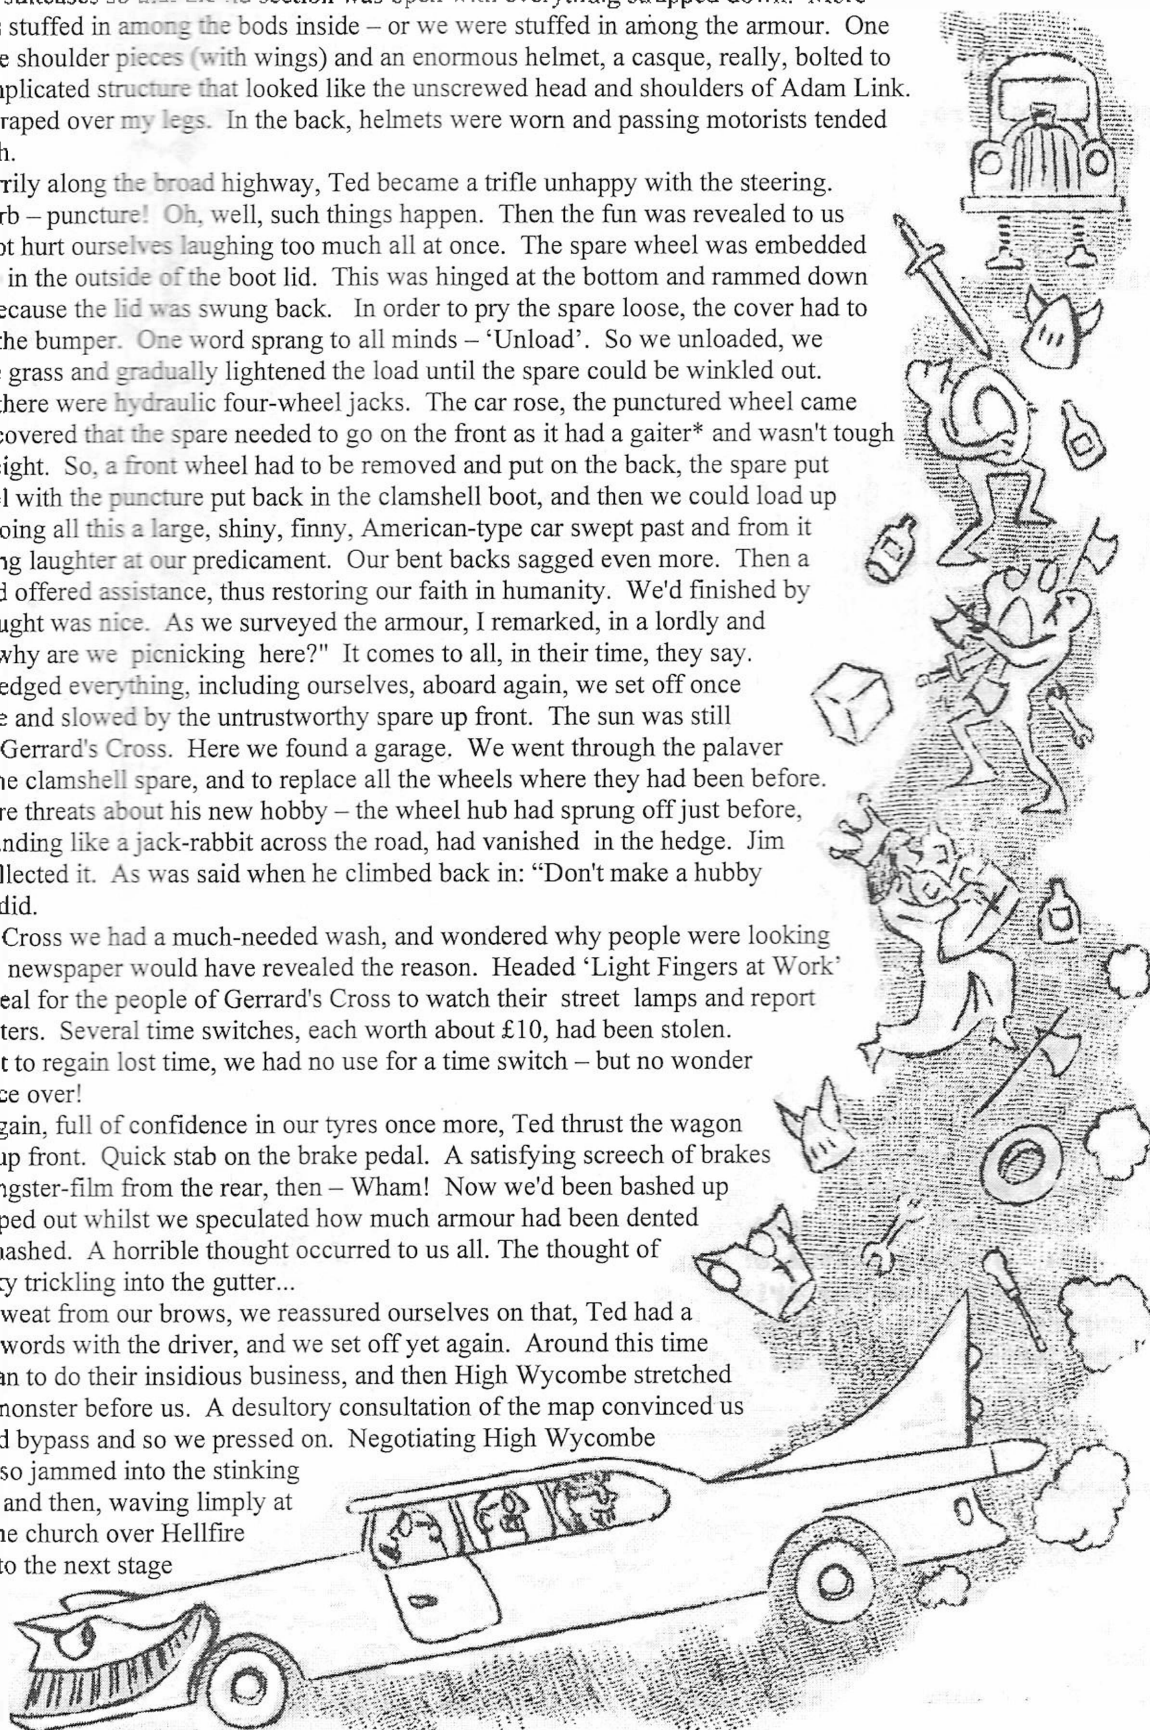 section was open with everything strapped down. More
stuffed in among the bods inside – or we were stuffed in among the armour. One
e shoulder pieces (with wings) and an enormous helmet, a casque, really, bolted to
mplicated structure that looked like the unscrewed head and shoulders of Adam Link.
raped over my legs. In the back, helmets were worn and passing motorists tended
h.
rily along the broad highway, Ted became a trifle unhappy with the steering.
rb – puncture! Oh, well, such things happen. Then the fun was revealed to us
ot hurt ourselves laughing too much all at once. The spare wheel was embedded
in the outside of the boot lid. This was hinged at the bottom and rammed down
ecause the lid was swung back. In order to pry the spare loose, the cover had to
he bumper. One word sprang to all minds – ‘Unload’. So we unloaded, we
grass and gradually lightened the load until the spare could be winkled out.
here were hydraulic four-wheel jacks. The car rose, the punctured wheel came
covered that the spare needed to go on the front as it had a gaiter* and wasn't tough
ight. So, a front wheel had to be removed and put on the back, the spare put
l with the puncture put back in the clamshell boot, and then we could load up
oing all this a large, shiny, finny, American-type car swept past and from it
ng laughter at our predicament. Our bent backs sagged even more. Then a
d offered assistance, thus restoring our faith in humanity. We'd finished by
ught was nice. As we surveyed the armour, I remarked, in a lordly and
why are we picnicking here?" It comes to all, in their time, they say.
edged everything, including ourselves, aboard again, we set off once
e and slowed by the untrustworthy spare up front. The sun was still
Gerrard's Cross. Here we found a garage. We went through the palaver
he clamshell spare, and to replace all the wheels where they had been before.
re threats about his new hobby – the wheel hub had sprung off just before,
nding like a jack-rabbit across the road, had vanished in the hedge. Jim
llected it. As was said when he climbed back in: “Don't make a hubby
did.
Cross we had a much-needed wash, and wondered why people were looking
newspaper would have revealed the reason. Headed ‘Light Fingers at Work’
eal for the people of Gerrard's Cross to watch their street lamps and report
ters. Several time switches, each worth about £10, had been stolen.
t to regain lost time, we had no use for a time switch – but no wonder
ce over!
gain, full of confidence in our tyres once more, Ted thrust the wagon
up front. Quick stab on the brake pedal. A satisfying screech of brakes
ngster-film from the rear, then – Wham! Now we'd been bashed up
ped out whilst we speculated how much armour had been dented
mashed. A horrible thought occurred to us all. The thought of
ky trickling into the gutter...
sweat from our brows, we reassured ourselves on that, Ted had a
words with the driver, and we set off yet again. Around this time
an to do their insidious business, and then High Wycombe stretched
monster before us. A desultory consultation of the map convinced us
d bypass and so we pressed on. Negotiating High Wycombe
so jammed into the stinking
and then, waving limply at
he church over Hellfire
to the next stage